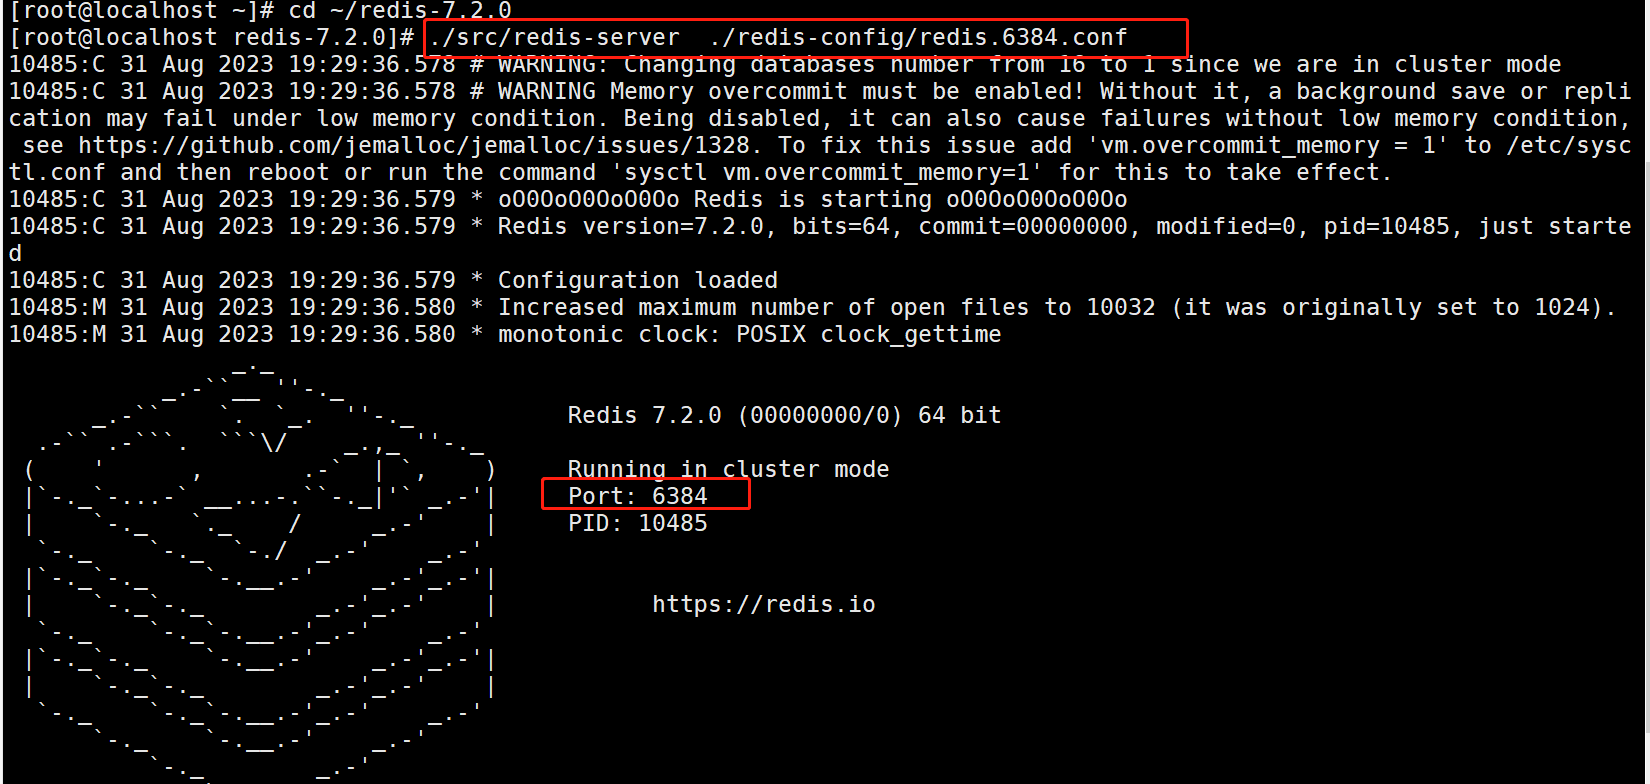 [root@localhost ~]# cd ~/redis-7.2.0
[root@localhost redis-7.2.0]# ./src/redis-server  ./redis-config/redis.6384.conf
10485:C 31 Aug 2023 19:29:36.578 # WARNING: Changing databases number from 16 to 1 since we are in cluster mode
10485:C 31 Aug 2023 19:29:36.578 # WARNING Memory overcommit must be enabled! Without it, a background save or repli
cation may fail under low memory condition. Being disabled, it can also cause failures without low memory condition,
 see https://github.com/jemalloc/jemalloc/issues/1328. To fix this issue add 'vm.overcommit_memory = 1' to /etc/sysc
tl.conf and then reboot or run the command 'sysctl vm.overcommit_memory=1' for this to take effect.
10485:C 31 Aug 2023 19:29:36.579 * oO0OoO0OoO0Oo Redis is starting oO0OoO0OoO0Oo
10485:C 31 Aug 2023 19:29:36.579 * Redis version=7.2.0, bits=64, commit=00000000, modified=0, pid=10485, just starte
d
10485:C 31 Aug 2023 19:29:36.579 * Configuration loaded
10485:M 31 Aug 2023 19:29:36.580 * Increased maximum number of open files to 10032 (it was originally set to 1024).
10485:M 31 Aug 2023 19:29:36.580 * monotonic clock: POSIX clock_gettime
Redis 7.2.0 (00000000/0) 64 bit
Running in cluster mode
Port: 6384
PID: 10485
https://redis.io